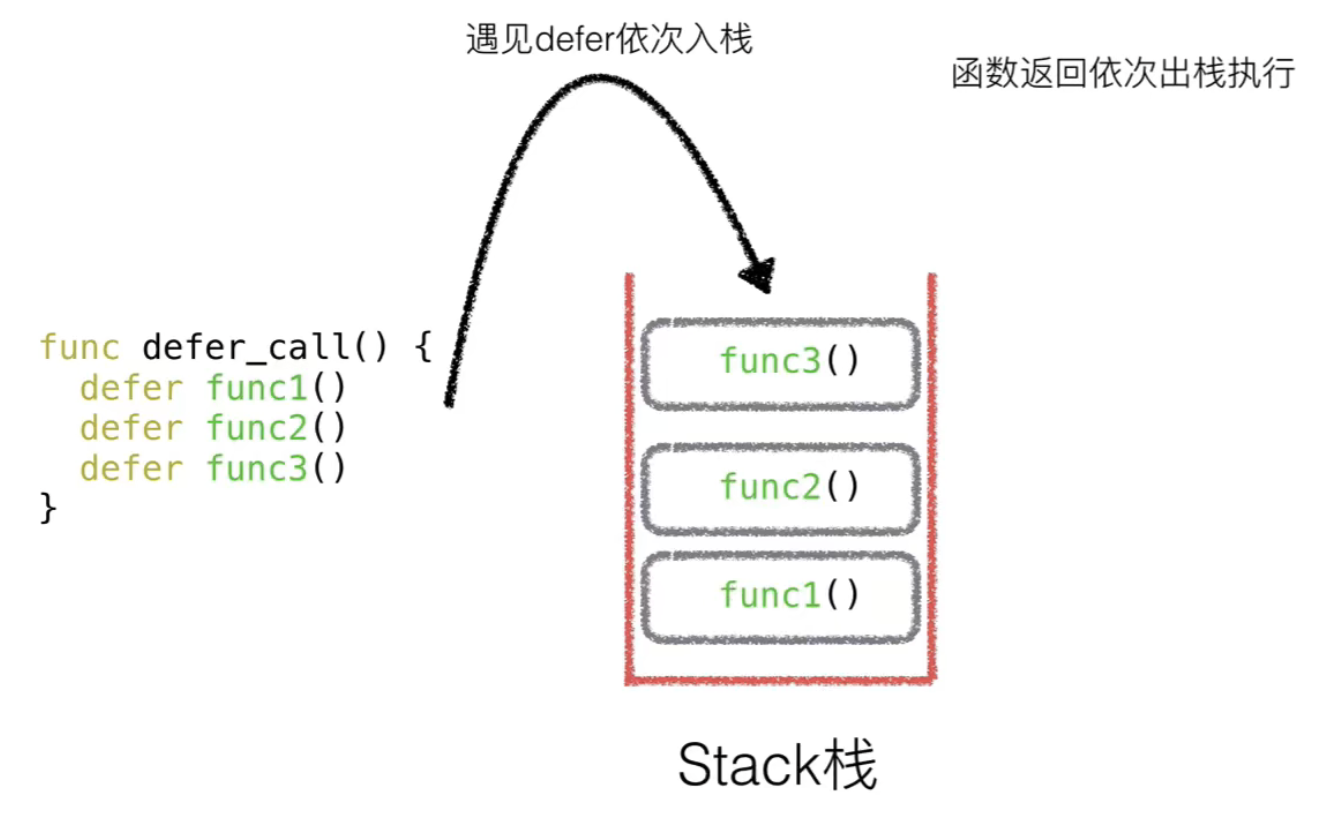 遇见defer依次入栈
函数返回依次出栈执行
func defer_call() {
  defer func1()
  defer func2()
  defer func3()
}
func3()
func2()
func1()
Stack栈